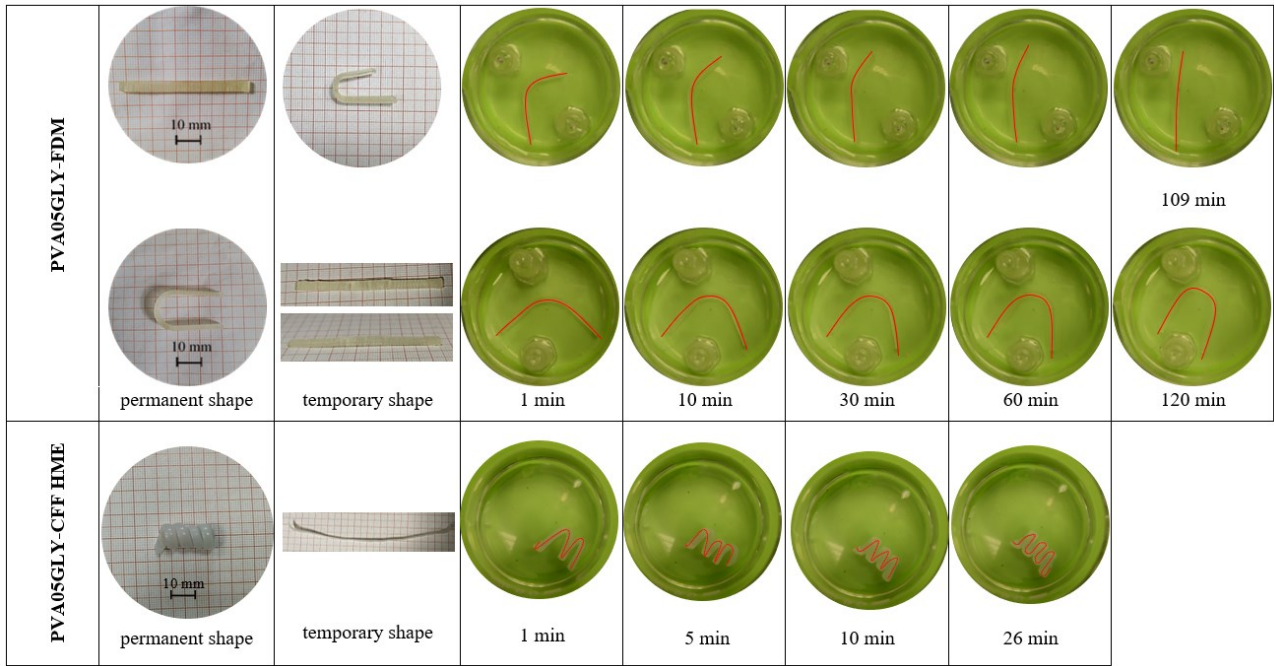 PVA05GLY-FDM
10 mm
109 min
10 mm
permanent shape
temporary shape
1 min
10 min
30 min
60 min
120 min
PVA05GLY-CFF HME
10 mm
permanent shape
temporary shape
1 min
5 min
10 min
26 min